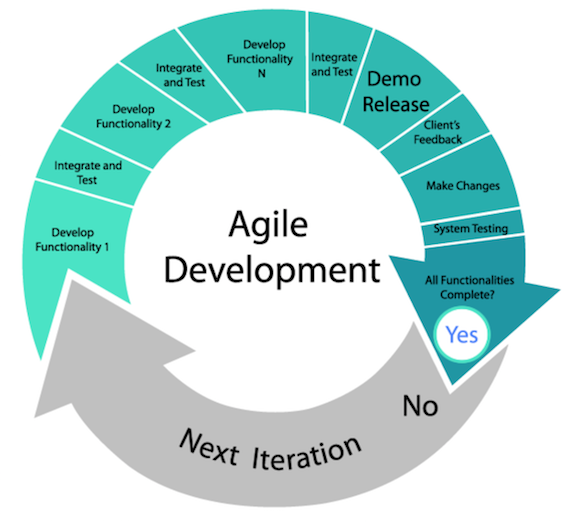 Develop
Functionality 1
Integrate and
Test
Develop
Functionality 2
Integrate
and Test
Develop
Functionality
N
Integrate
and Test
Demo
Release
Client's
Feedback
Make Changes
System Testing
All Functionalities
Complete?
Yes
No
Next Iteration
Agile
Development